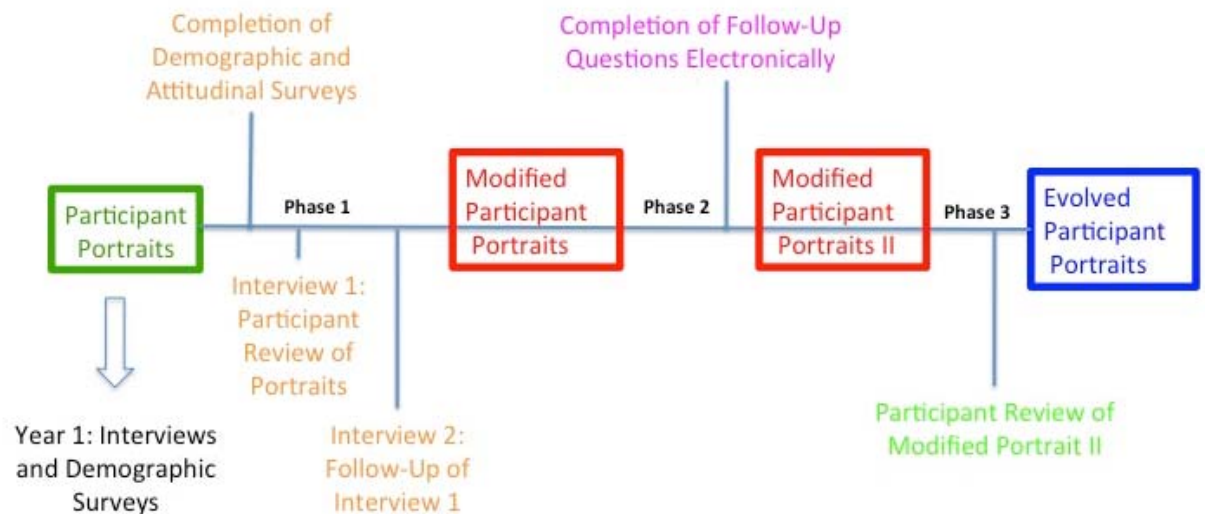 Completion of
Demographic and
Attitudinal Surveys
Completion of Follow-Up
Questions Electronically
Participant
Portraits
Phase 1
Modified
Participant
Portraits
Phase 2
Modified
Participant
Portraits II
Phase 3
Evolved
Participant
Portraits
Interview 1:
Participant
Review of
Portraits
Year 1: Interviews
and Demographic
Surveys
Interview 2:
Follow-Up of
Interview 1
Participant Review of
Modified Portrait II